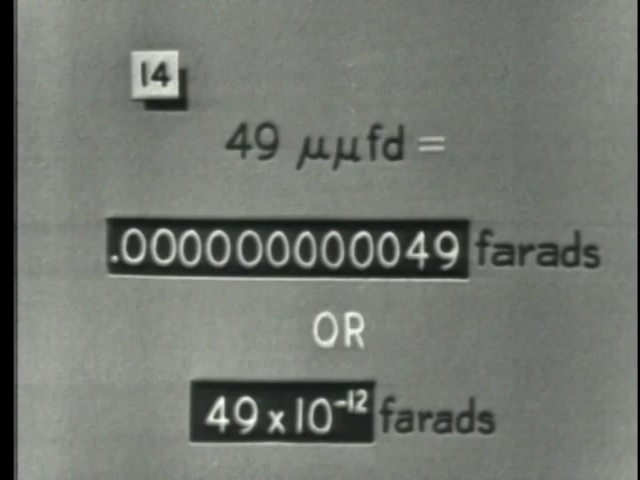 14
49 μμfd =
.000000000049 farads
OR
49 x 10⁻¹² farads